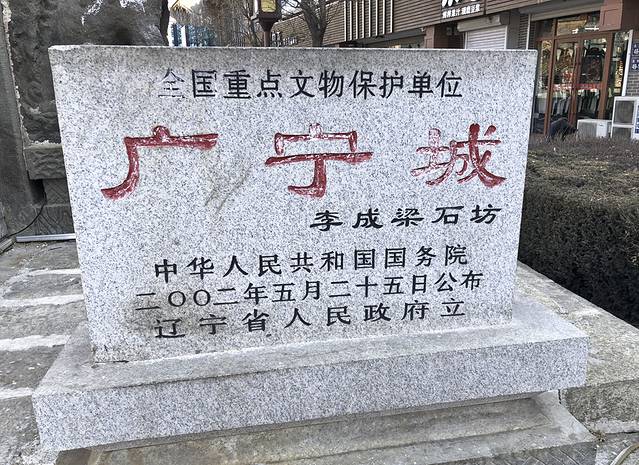 全国重点文物保护单位
广宁城
李成梁石坊
中华人民共和国国务院
二〇〇二年五月二十五日公布
辽宁省人民政府立